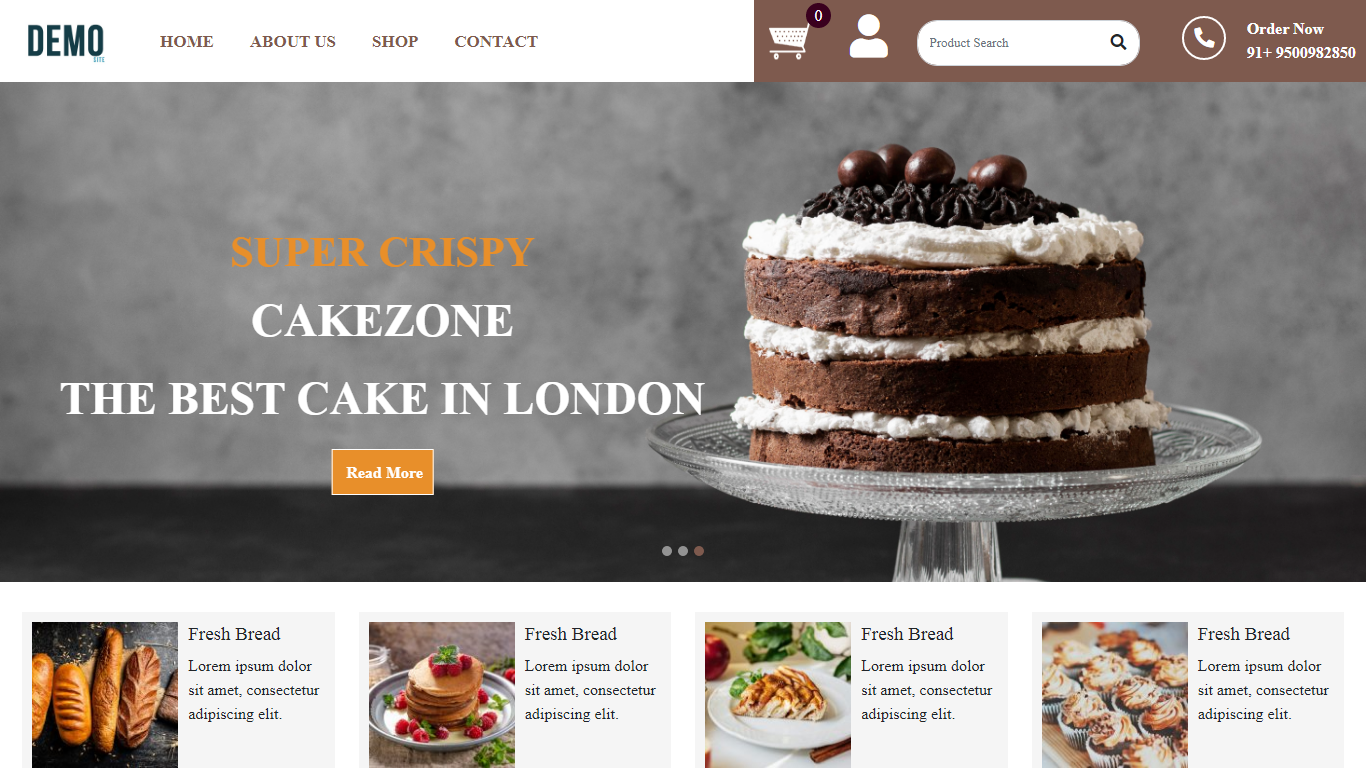 DEMO
SITE
HOME ABOUT US SHOP CONTACT
0
Product Search
Order Now
91+ 9500982850
SUPER CRISPY
CAKEZONE
THE BEST CAKE IN LONDON
Read More
Fresh Bread
Lorem ipsum dolor
sit amet, consectetur
adipiscing elit.
Fresh Bread
Lorem ipsum dolor
sit amet, consectetur
adipiscing elit.
Fresh Bread
Lorem ipsum dolor
sit amet, consectetur
adipiscing elit.
Fresh Bread
Lorem ipsum dolor
sit amet, consectetur
adipiscing elit.